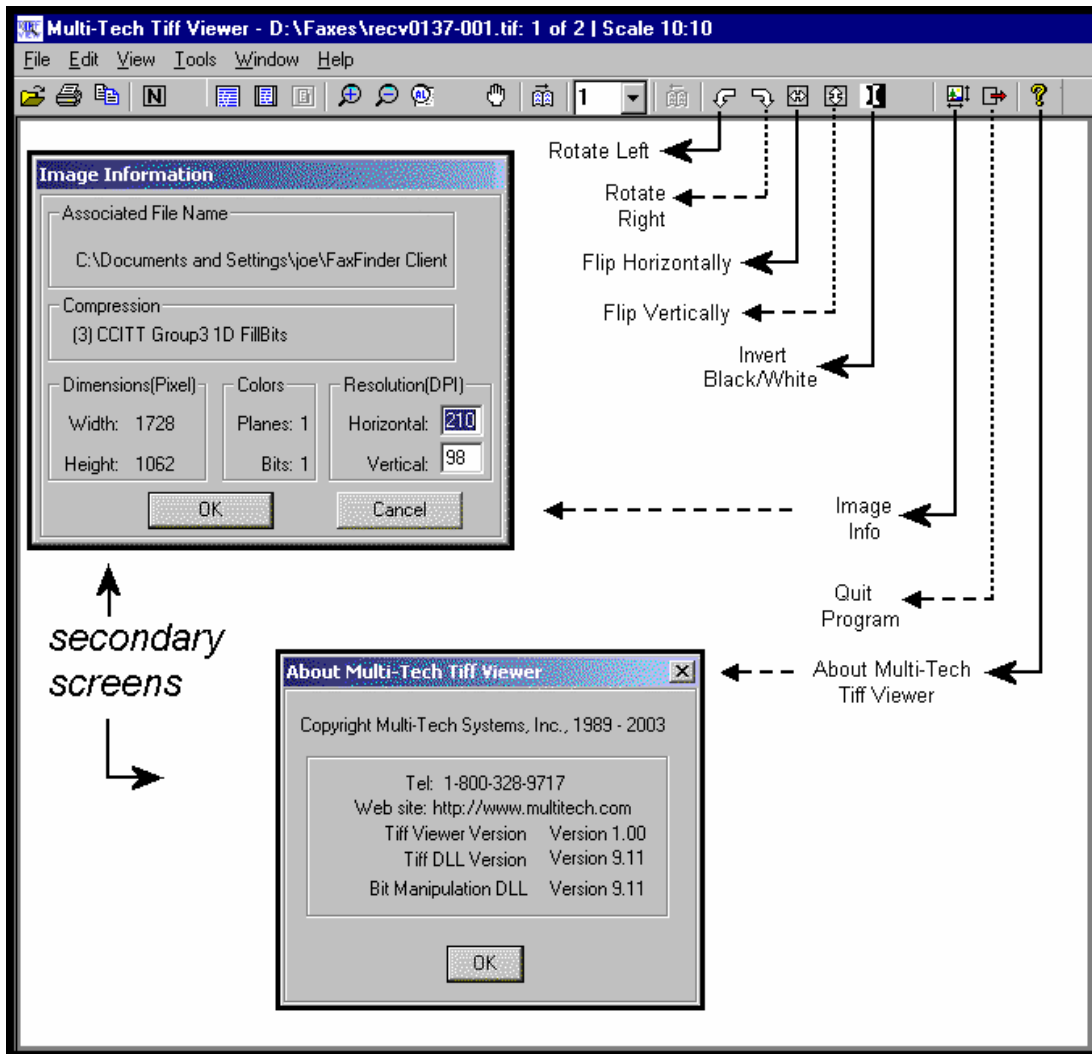 Multi-Tech Tiff Viewer - D:\Faxes\recv0137-001.tif: 1 of 2 | Scale 10:10
File Edit View Tools Window Help
N AL 1 ?
Rotate Left
Rotate
Right
Flip Horizontally
Flip Vertically
Invert
Black/White
Image Information
Associated File Name
C:\Documents and Settings\joe\FaxFinder Client
Compression
(3) CCITT Group3 1D FillBits
Dimensions(Pixel) Colors Resolution(DPI)
Width: 1728 Planes: 1 Horizontal: 210
Height: 1062 Bits: 1 Vertical: 98
OK Cancel
Image
Info
Quit
Program
secondary
screens
About Multi-Tech
Tiff Viewer
About Multi-Tech Tiff Viewer
Copyright Multi-Tech Systems, Inc., 1989 - 2003
Tel: 1-800-328-9717
Web site: http://www.multitech.com
Tiff Viewer Version Version 1.00
Tiff DLL Version Version 9.11
Bit Manipulation DLL Version 9.11
OK